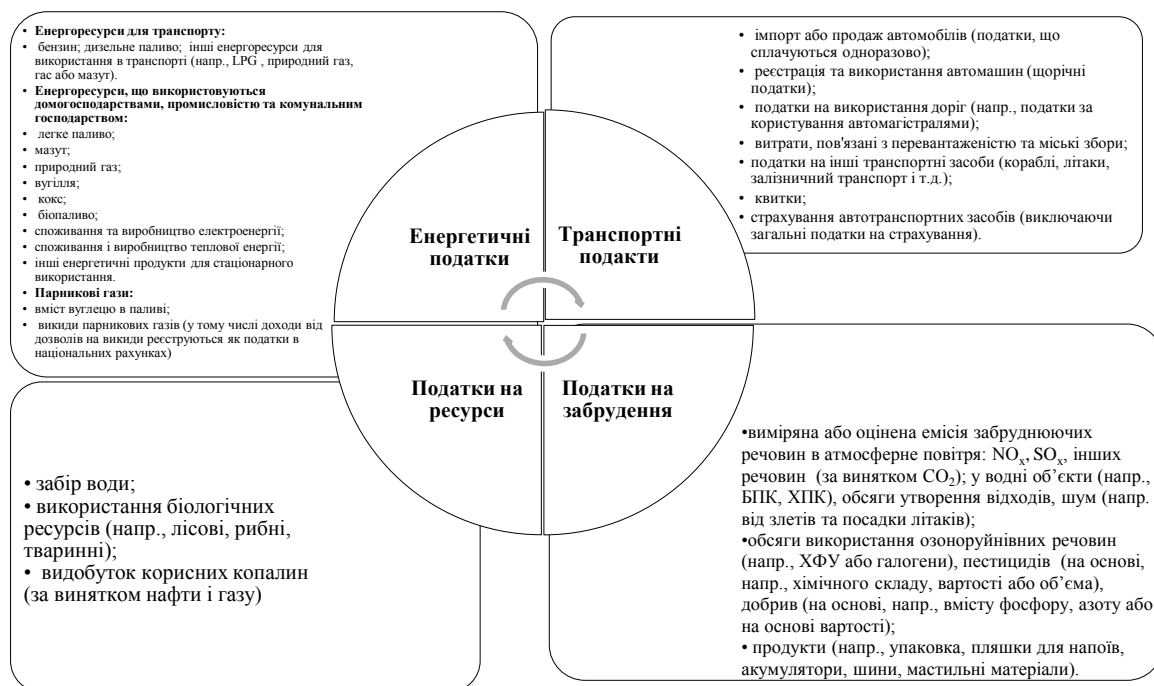 • Енергоресурси для транспорту:
• бензин; дизельне паливо; інші енергоресурси для
використання в транспорті (напр., LPG , природний газ,
гас або мазут).
• Енергоресурси, що використовуються
домогосподарствами, промисловістю та комунальним
господарством:
• легке паливо;
• мазут;
• природний газ;
• вугілля;
• кокс;
• біопаливо;
• споживання та виробництво електроенергії;
• споживання і виробництво теплової енергії;
• інші енергетичні продукти для стаціонарного
використання.
• Парникові гази:
• вміст вуглецю в паливі;
• викиди парникових газів (у тому числі доходи від
дозволів на викиди реєструються як податки в
національних рахунках)
• імпорт або продаж автомобілів (податки, що
сплачуються одноразово);
• реєстрація та використання автомашин (щорічні
податки);
• податки на використання доріг (напр., податки за
користування автомагістралями);
• витрати, пов'язані з перевантаженістю та міські збори;
• податки на інші транспортні засоби (кораблі, літаки,
залізничний транспорт і т.д.);
• квитки;
• страхування автотранспортних засобів (виключаючи
загальні податки на страхування).
Енергетичні
податки
Транспортні
подакти
Податки на
ресурси
Податки на
забрудення
• забір води;
• використання біологічних
ресурсів (напр., лісові, рибні,
тваринні);
• видобуток корисних копалин
(за винятком нафти і газу)
•виміряна або оцінена емісія забруднюючих
речовин в атмосферне повітря: NOₓ, SOₓ, інших
речовин (за винятком CO₂); у водні об’єкти (напр.,
БПК, ХПК), обсяги утворення відходів, шум (напр.
від злетів та посадки літаків);
•обсяги використання озоноруйнівних речовин
(напр., ХФУ або галогени), пестицидів (на основі,
напр., хімічного складу, вартості або об’єма),
добрив (на основі, напр., вмісту фосфору, азоту або
на основі вартості);
• продукти (напр., упаковка, пляшки для напоїв,
акумулятори, шини, мастильні матеріали).